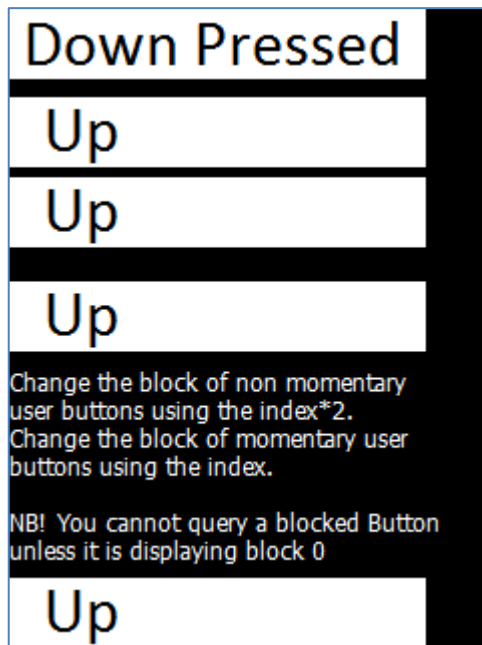 Down Pressed
Up
Up
Up
Change the block of non momentary
user buttons using the index*2.
Change the block of momentary user
buttons using the index.
NB! You cannot query a blocked Button
unless it is displaying block 0
Up